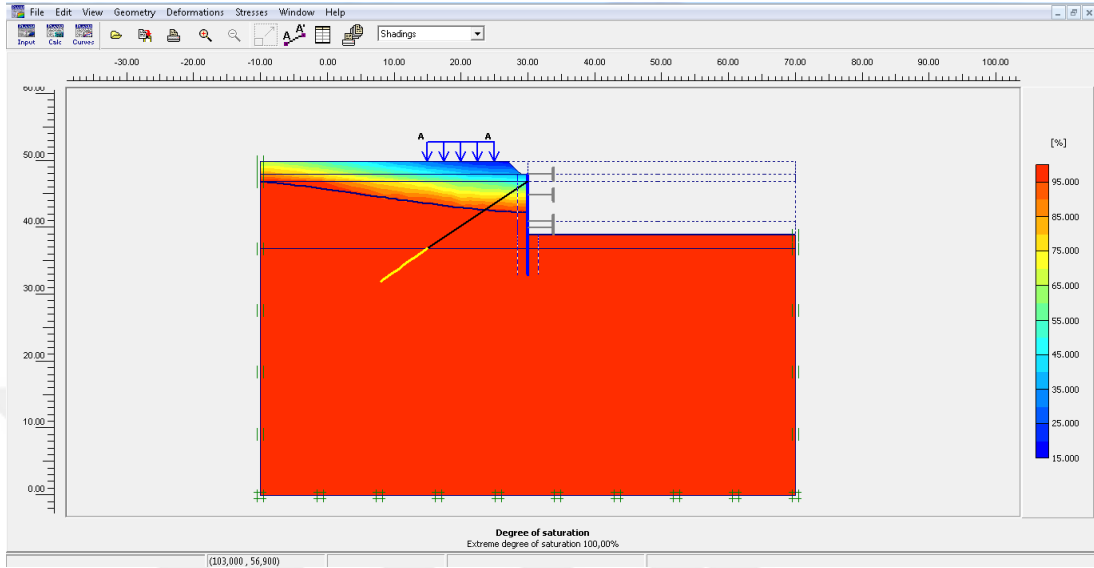 File Edit View Geometry Deformations Stresses Window Help
Input Calc Curves Shadings
-30.00 -20.00 -10.00 0.00 10.00 20.00 30.00 40.00 50.00 60.00 70.00 80.00 90.00 100.00
60.00
50.00
40.00
30.00
20.00
10.00
0.00
A A
[%]
95.000
85.000
75.000
65.000
55.000
45.000
35.000
25.000
15.000
Degree of saturation
Extreme degree of saturation 100,00%
(103,000 , 56,900)